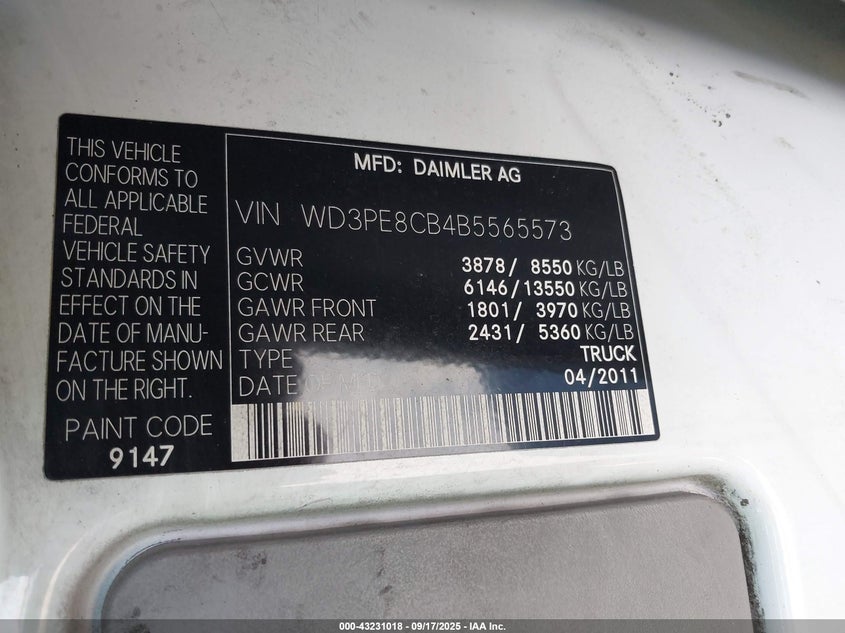 THIS VEHICLE
CONFORMS TO
ALL APPLICABLE
FEDERAL
VEHICLE SAFETY
STANDARDS IN
EFFECT ON THE
DATE OF MANU-
FACTURE SHOWN
ON THE RIGHT.
PAINT CODE
9147
MFD: DAIMLER AG
VIN WD3PE8CB4B5565573
GVWR 3878/ 8550 KG/LB
GCWR 6146/13550 KG/LB
GAWR FRONT 1801/ 3970 KG/LB
GAWR REAR 2431/ 5360 KG/LB
TYPE TRUCK
DATE 04/2011
000-43231018 - 09/17/2025 - IAA Inc.